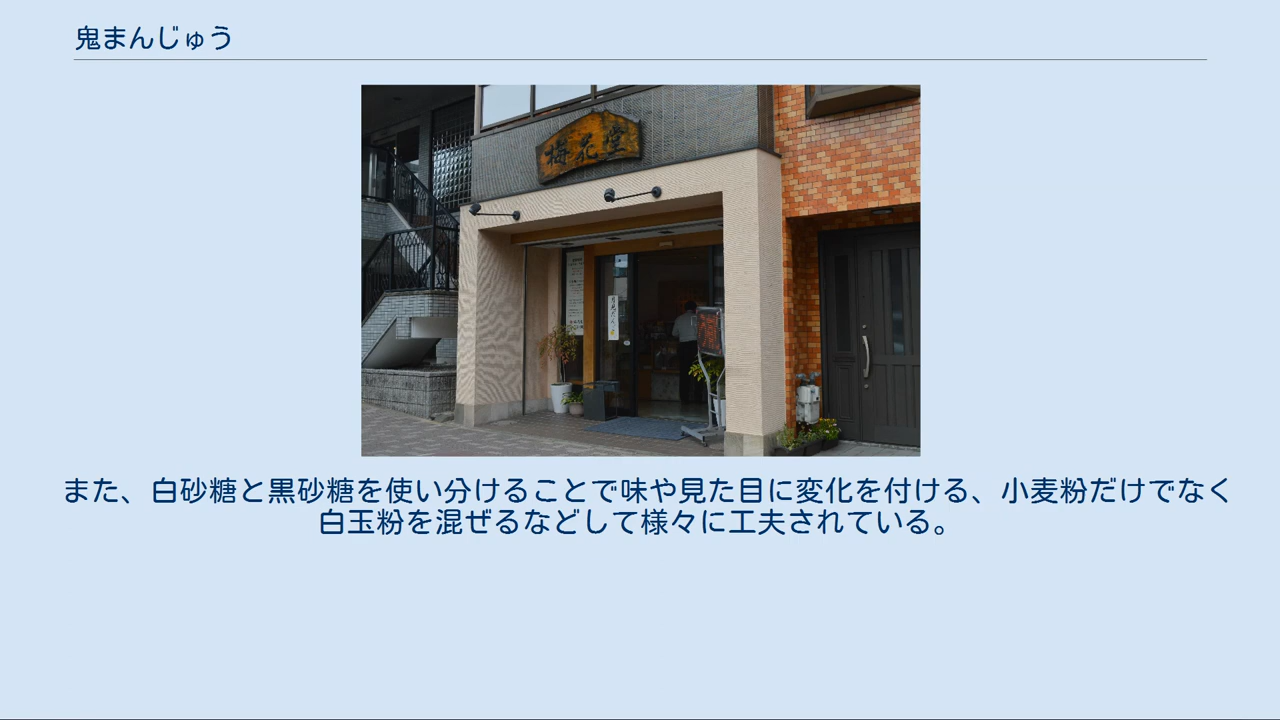 鬼まんじゅう
梅花堂
また、白砂糖と黒砂糖を使い分けることで味や見た目に変化を付ける、小麦粉だけでなく
白玉粉を混ぜるなどして様々に工夫されている。